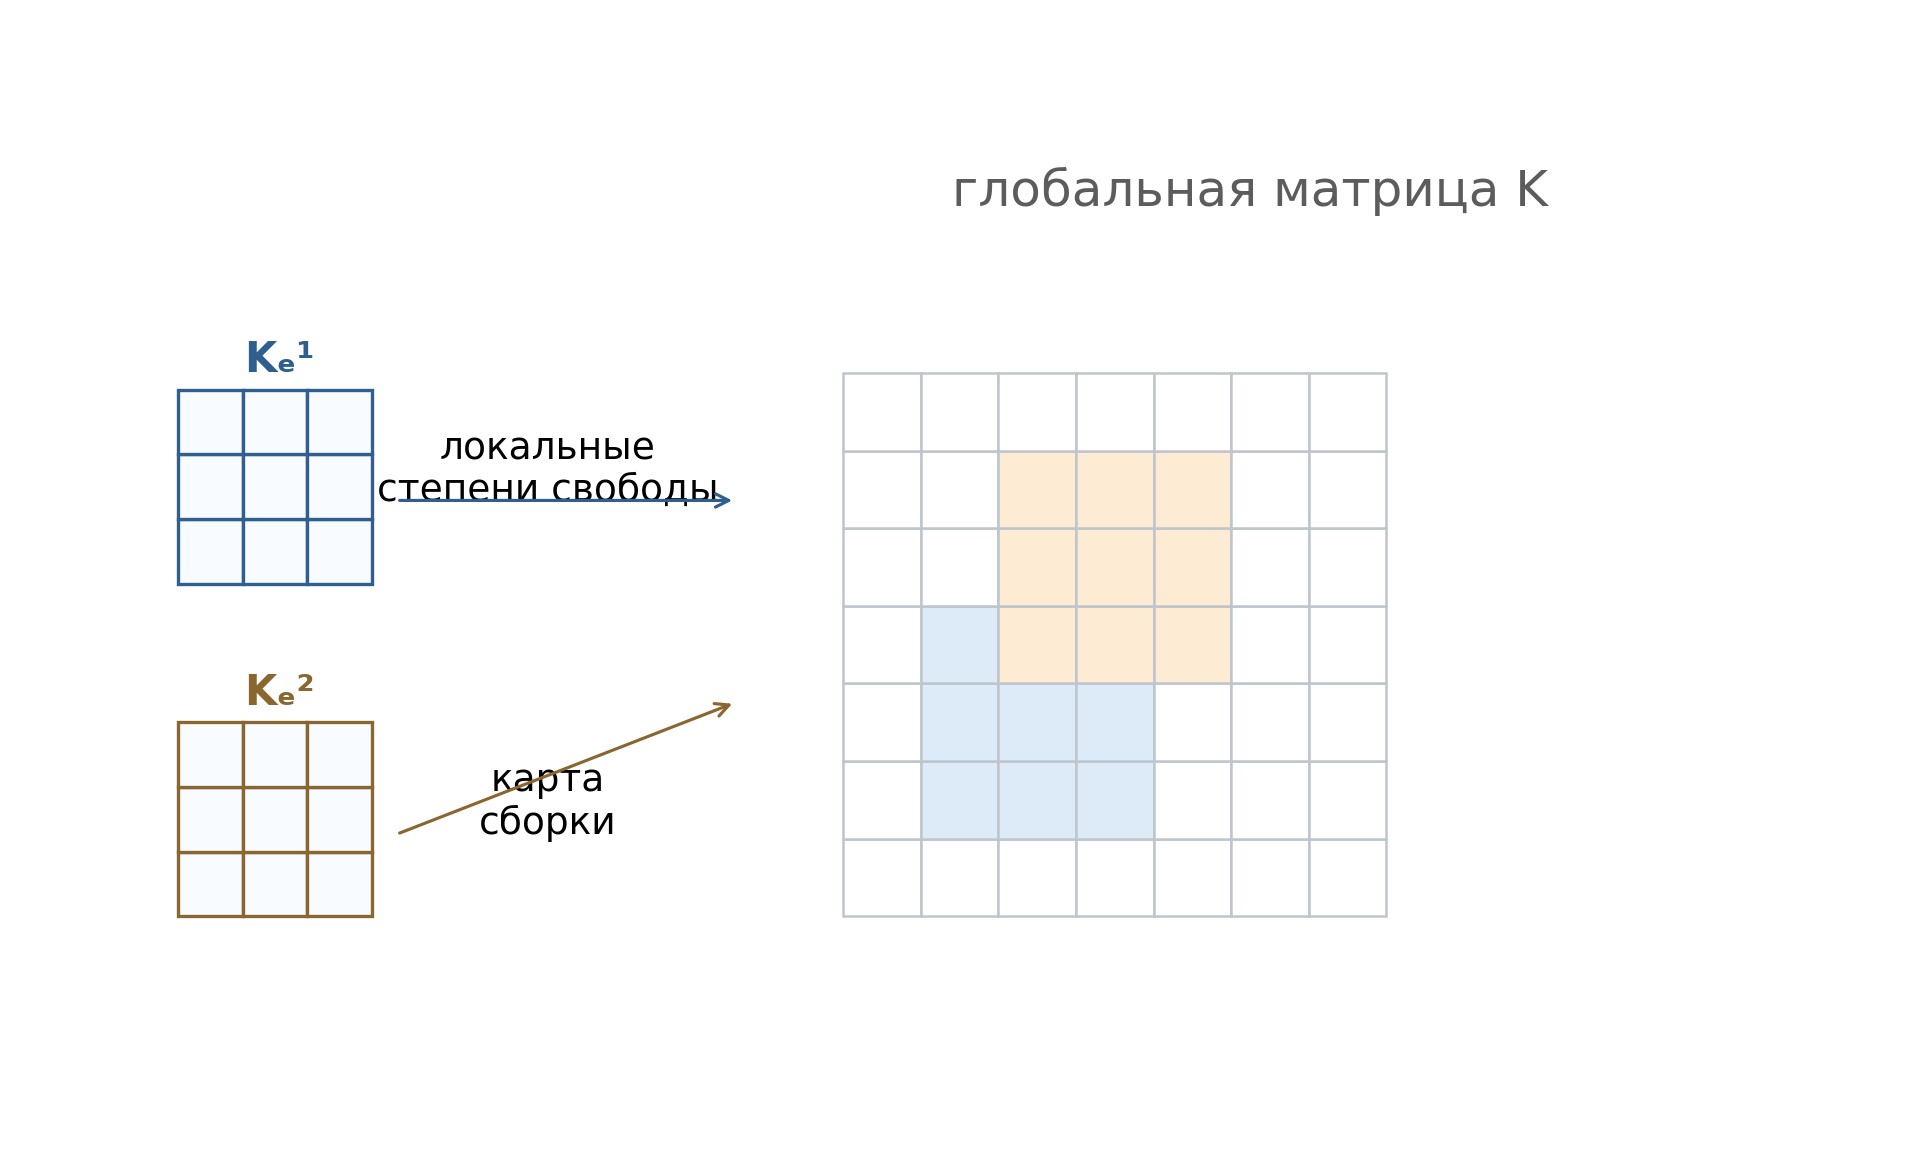 глобальная матрица K
Kₑ¹
локальные
степени свободы
Kₑ²
карта
сборки